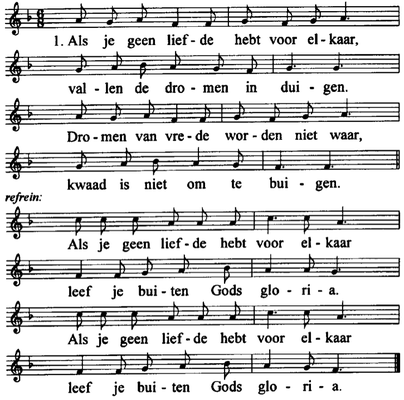 1. Als je geen lief - de hebt voor el - kaar,
val - len de dro - men in dui - gen.
Dro - men van vre - de wor - den niet waar,
kwaad is niet om te bui - gen.
refrein:
Als je geen lief - de hebt voor el - kaar
leef je bui - ten Gods glo - ri - a.
Als je geen lief - de hebt voor el - kaar
leef je bui - ten Gods glo - ri - a.